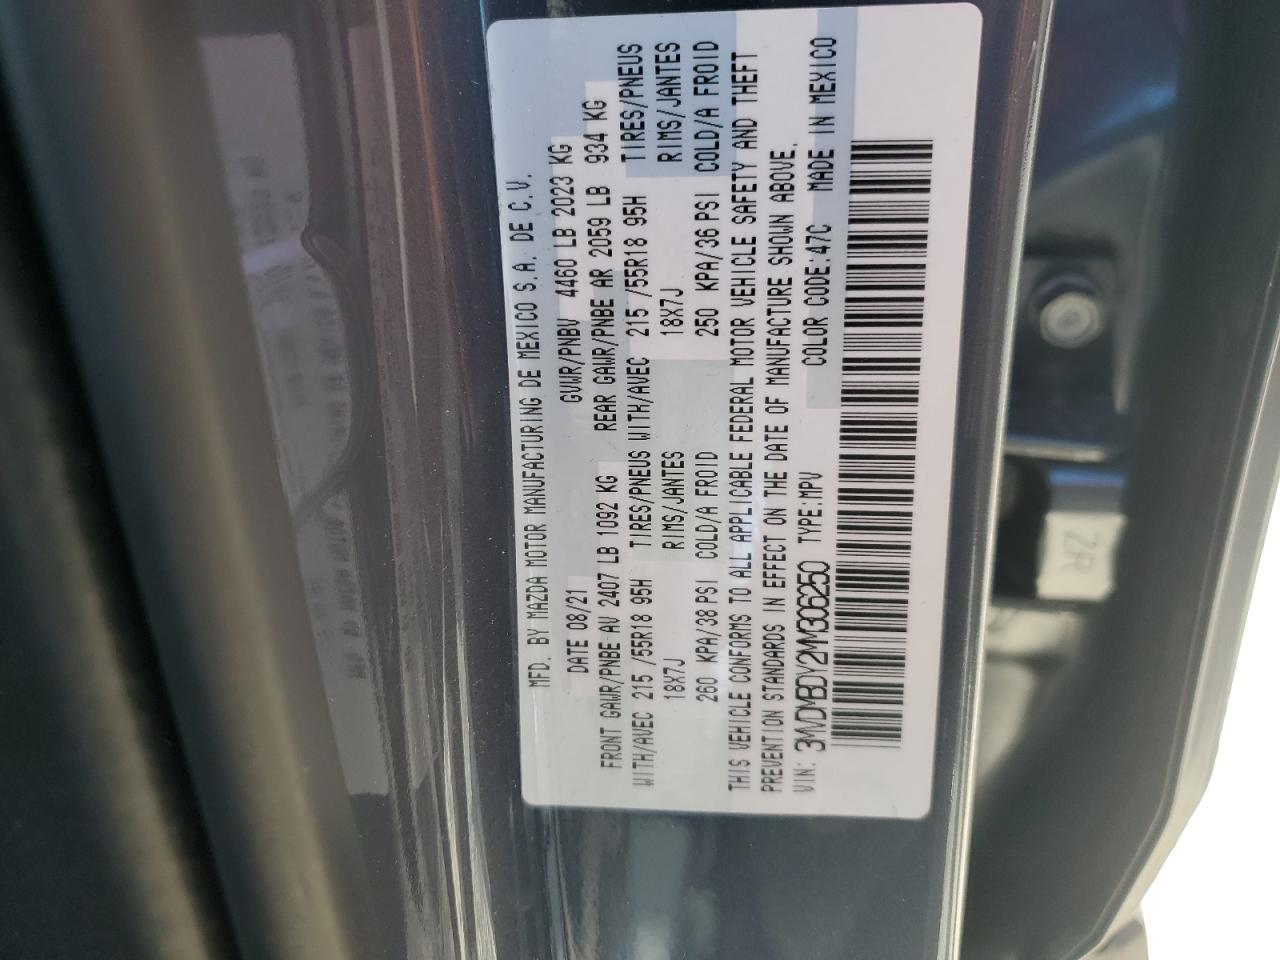 MFD. BY MAZDA MOTOR MANUFACTURING DE MEXICO S.A. DE C.V.
DATE 08/21 GVWR/PNBV 4460 LB 2023 KG
FRONT GAWR/PNBE AV 2407 LB 1092 KG REAR GAWR/PNBE AR 2059 LB 934 KG
WITH/AVEC 215 /55R18 95H TIRES/PNEUS WITH/AVEC 215 /55R18 95H TIRES/PNEUS
18X7J RIMS/JANTES 18X7J RIMS/JANTES
260 KPA/38 PSI COLD/A FROID 250 KPA/36 PSI COLD/A FROID
THIS VEHICLE CONFORMS TO ALL APPLICABLE FEDERAL MOTOR VEHICLE SAFETY AND THEFT
PREVENTION STANDARDS IN EFFECT ON THE DATE OF MANUFACTURE SHOWN ABOVE.
VIN: 3MVDMBDY2NM306250 TYPE:MPV COLOR CODE:47C MADE IN MEXICO
ZR